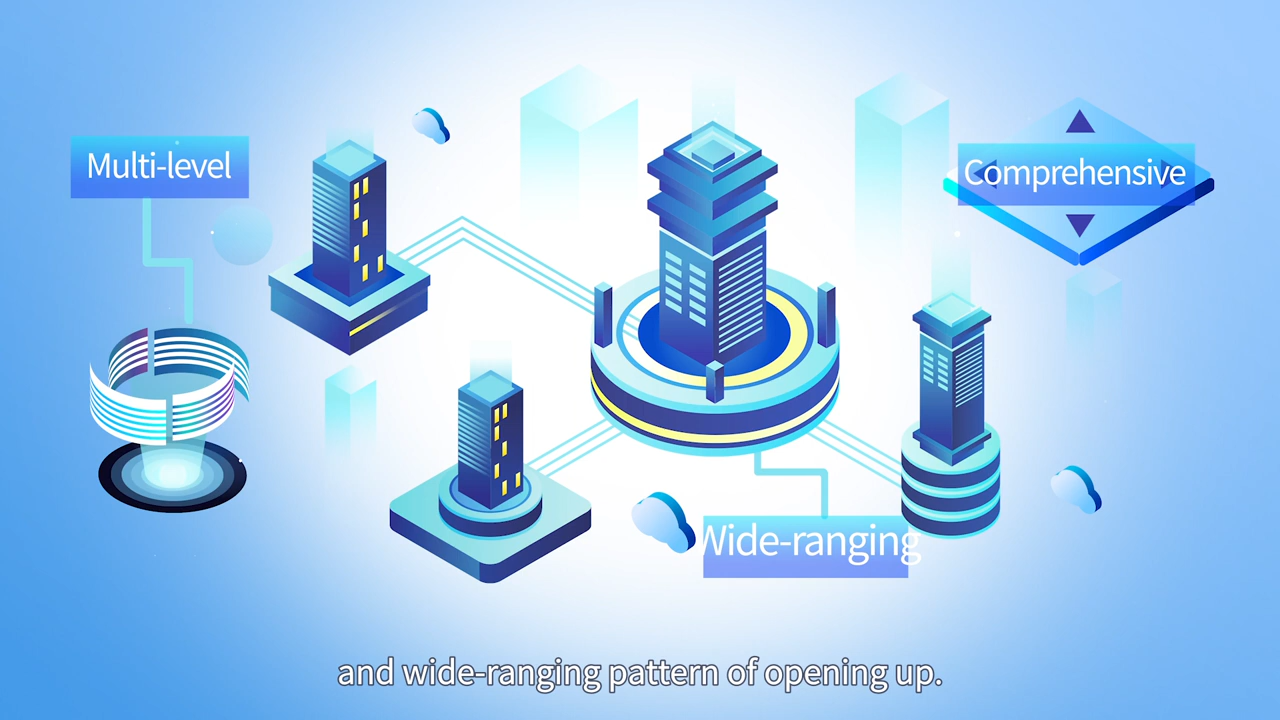 Multi-level
Comprehensive
Wide-ranging
and wide-ranging pattern of opening up.